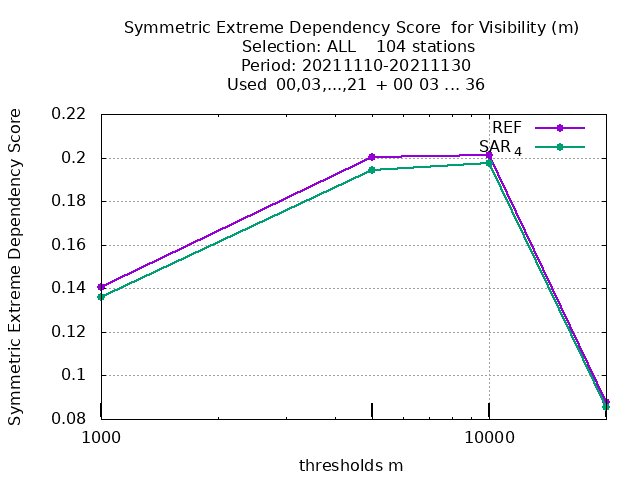 Symmetric Extreme Dependency Score for Visibility (m)
Selection: ALL 104 stations
Period: 20211110-20211130
Used 00,03,...,21 + 00 03 ... 36
Symmetric Extreme Dependency Score
0.22
0.2
0.18
0.16
0.14
0.12
0.1
0.08
REF
SAR4
1000
10000
thresholds m